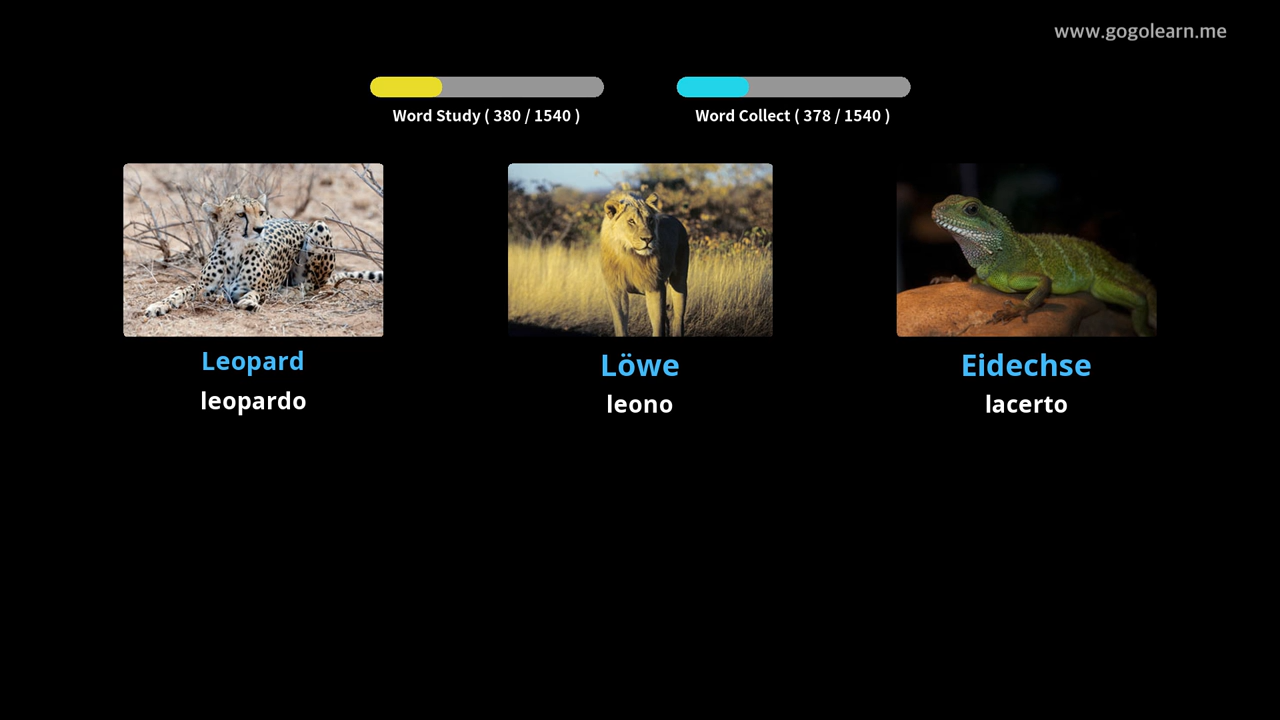 www.gogolearn.me
Word Study ( 380 / 1540 )
Word Collect ( 378 / 1540 )
Leopard
leopardo
Löwe
leono
Eidechse
lacerto